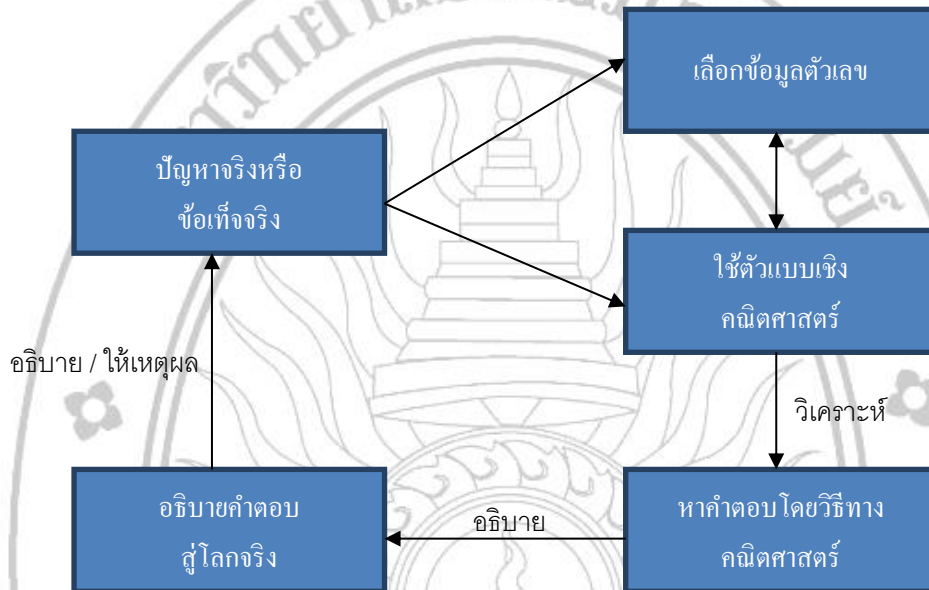 เลือกข้อมูลตัวเลข
ปัญหาจริงหรือ
ข้อเท็จจริง
ใช้ตัวแบบเชิง
คณิตศาสตร์
อธิบาย / ให้เหตุผล
วิเคราะห์
อธิบายคำตอบ
สู่โลกจริง
อธิบาย
หาคำตอบโดยวิธีทาง
คณิตศาสตร์